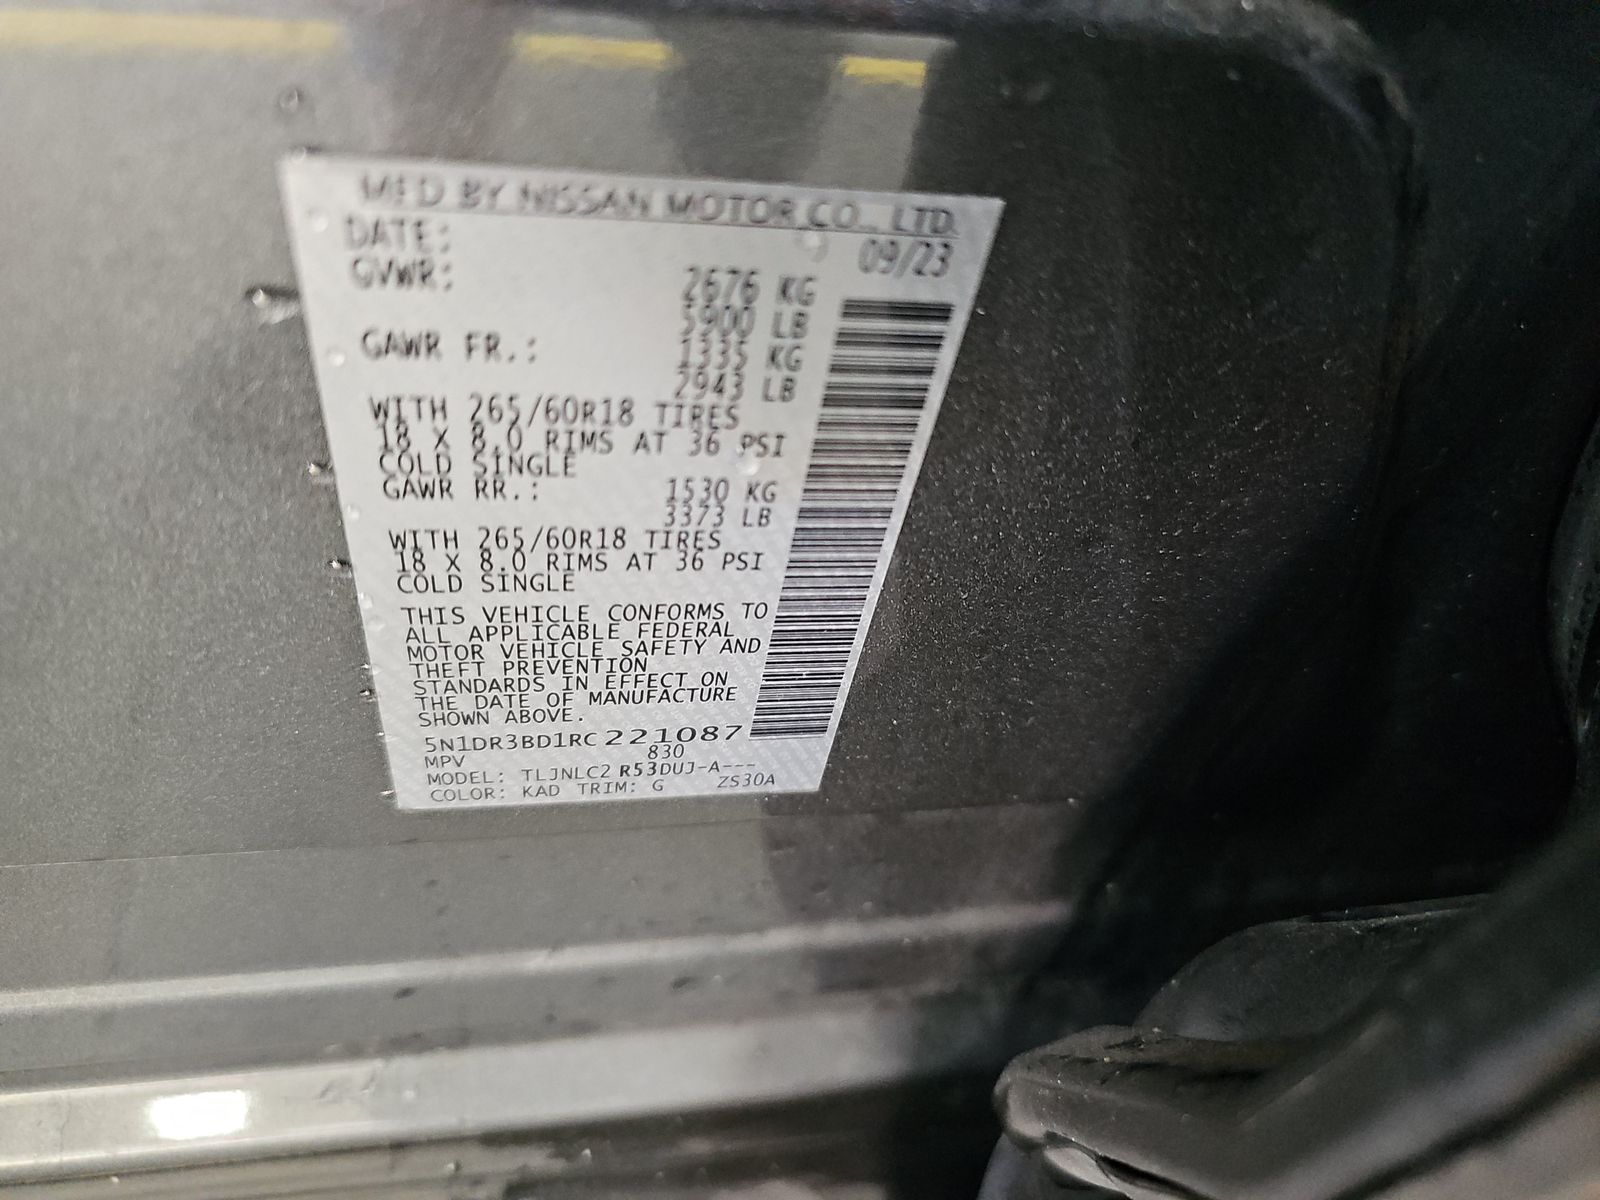 MFD BY NISSAN MOTOR CO., LTD.
DATE: 09/23
GVWR: 2676 KG
5900 LB
GAWR FR.: 1335 KG
2943 LB
WITH 265/60R18 TIRES
18 X 8.0 RIMS AT 36 PSI
COLD SINGLE
GAWR RR.: 1530 KG
3373 LB
WITH 265/60R18 TIRES
18 X 8.0 RIMS AT 36 PSI
COLD SINGLE
THIS VEHICLE CONFORMS TO
ALL APPLICABLE FEDERAL
MOTOR VEHICLE SAFETY AND
THEFT PREVENTION
STANDARDS IN EFFECT ON
THE DATE OF MANUFACTURE
SHOWN ABOVE.
5N1DR3BD1RC221087
MPV 830
MODEL: TLJNLC2 R53DUJ-A---
COLOR: KAD TRIM: G ZS30A